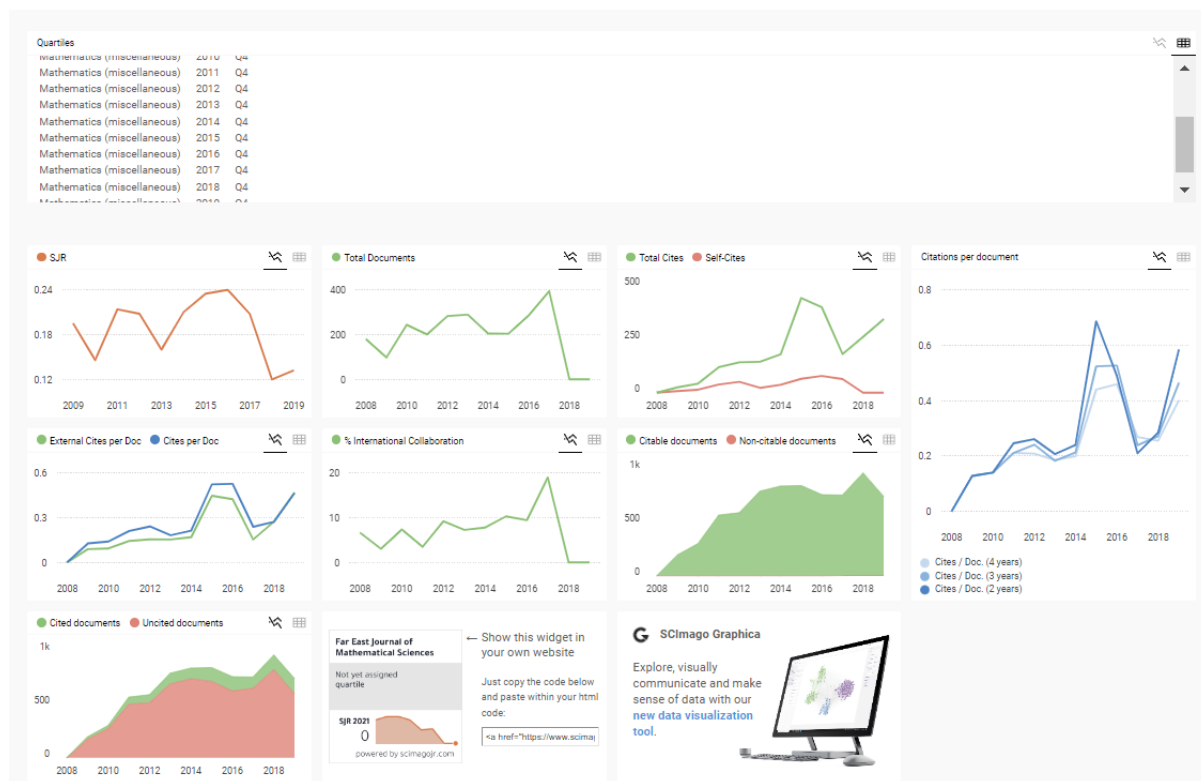 Quartiles
Mathematics (miscellaneous) 2010 Q4
Mathematics (miscellaneous) 2011 Q4
Mathematics (miscellaneous) 2012 Q4
Mathematics (miscellaneous) 2013 Q4
Mathematics (miscellaneous) 2014 Q4
Mathematics (miscellaneous) 2015 Q4
Mathematics (miscellaneous) 2016 Q4
Mathematics (miscellaneous) 2017 Q4
Mathematics (miscellaneous) 2018 Q4
Mathematics (miscellaneous) 2019 Q4
SJR
0.24
0.18
0.12
2009 2011 2013 2015 2017 2019
Total Documents
400
200
0
2008 2010 2012 2014 2016 2018
Total Cites Self-Cites
500
250
0
2008 2010 2012 2014 2016 2018
Citations per document
0.8
0.6
0.4
0.2
0
2008 2010 2012 2014 2016 2018
Cites / Doc. (4 years)
Cites / Doc. (3 years)
Cites / Doc. (2 years)
External Cites per Doc Cites per Doc
0.6
0.3
0
2008 2010 2012 2014 2016 2018
% International Collaboration
20
10
0
2008 2010 2012 2014 2016 2018
Citable documents Non-citable documents
1k
500
0
2008 2010 2012 2014 2016 2018
Cited documents Uncited documents
1k
500
0
2008 2010 2012 2014 2016 2018
Far East Journal of
Mathematical Sciences
Not yet assigned
quartile
SJR 2021
0
powered by scimagojr.com
← Show this widget in
your own website
Just copy the code below
and paste within your html
code:
<a href="https://www.scimag
SCImago Graphica
Explore, visually
communicate and make
sense of data with our
new data visualization
tool.